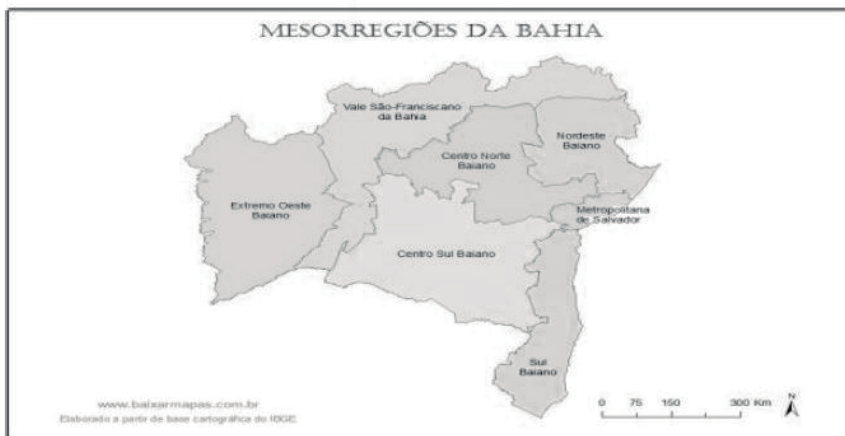 MESORREGIÕES DA BAHIA
Vale São-Franciscano
da Bahia
Nordeste
Baiano
Centro Norte
Baiano
Extremo Oeste
Baiano
Metropolitana
de Salvador
Centro Sul Baiano
Sul
Baiano
www.baixarmapas.com.br
Elaborado a partir de base cartográfica do IBGE
0 75 150 300 Km
N